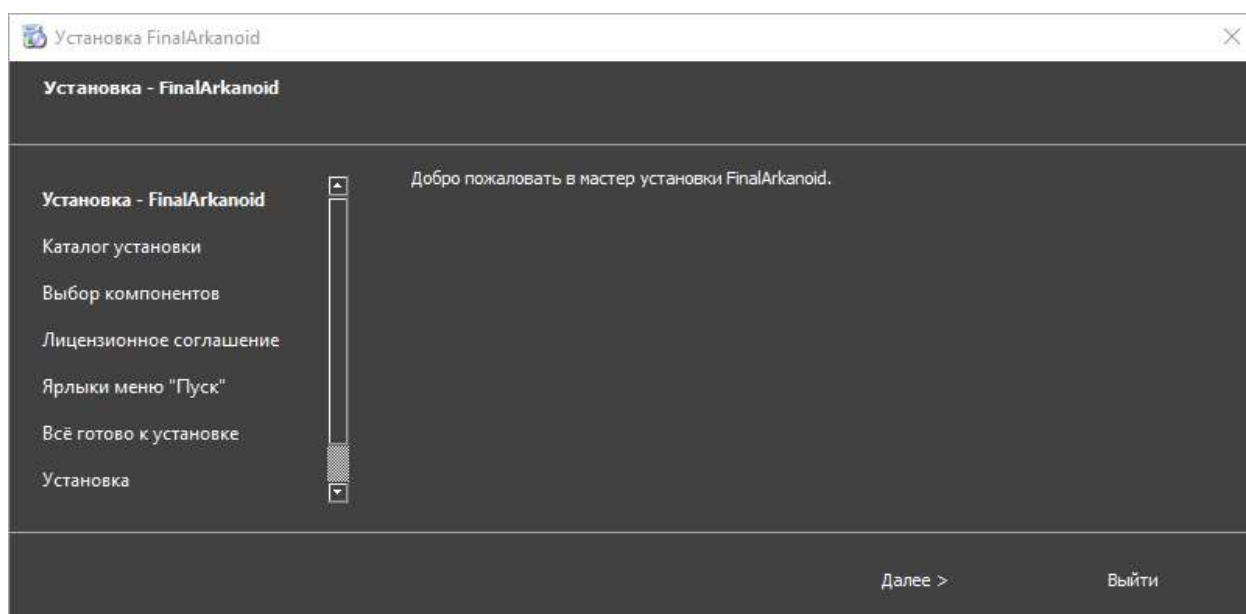 Установка FinalArkanoid
Установка - FinalArkanoid
Установка - FinalArkanoid
Каталог установки
Выбор компонентов
Лицензионное соглашение
Ярлыки меню "Пуск"
Всё готово к установке
Установка
Добро пожаловать в мастер установки FinalArkanoid.
Далее >
Выйти